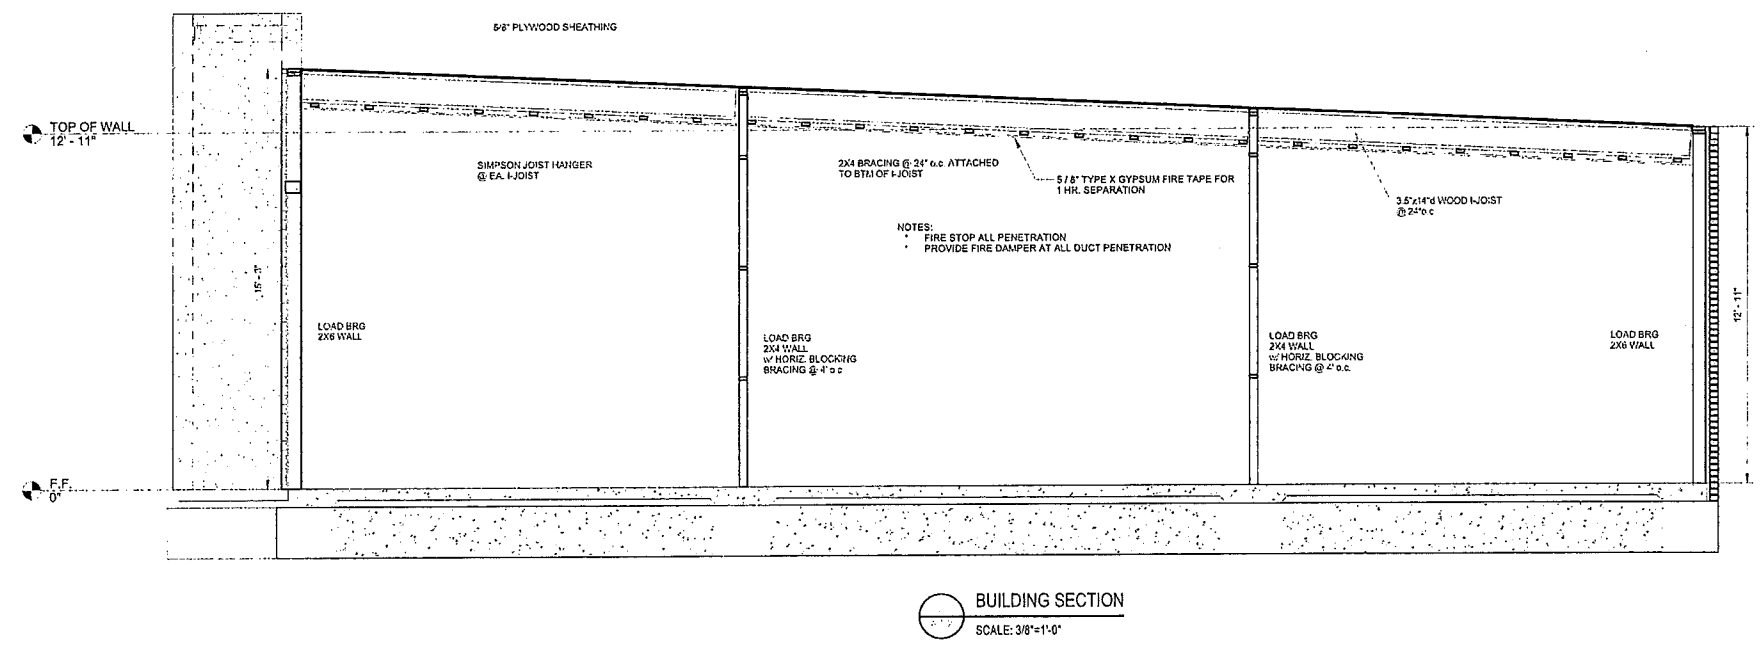 5/8" PLYWOOD SHEATHING
TOP OF WALL
12' - 11"
SIMPSON JOIST HANGER
@ EA. I-JOIST
2X4 BRACING @ 24" o.c. ATTACHED
TO BTM OF I-JOIST
5 / 8" TYPE X GYPSUM FIRE TAPE FOR
1 HR. SEPARATION
3.5"x14"d WOOD I-JOIST
@ 24"o.c
NOTES:
* FIRE STOP ALL PENETRATION
* PROVIDE FIRE DAMPER AT ALL DUCT PENETRATION
15' - 3"
12' - 11"
LOAD BRG
2X6 WALL
LOAD BRG
2X4 WALL
w/ HORIZ. BLOCKING
BRACING @ 4' o.c
LOAD BRG
2X4 WALL
w/ HORIZ. BLOCKING
BRACING @ 4' o.c.
LOAD BRG
2X6 WALL
F.F.
0"
BUILDING SECTION
SCALE: 3/8"=1'-0"